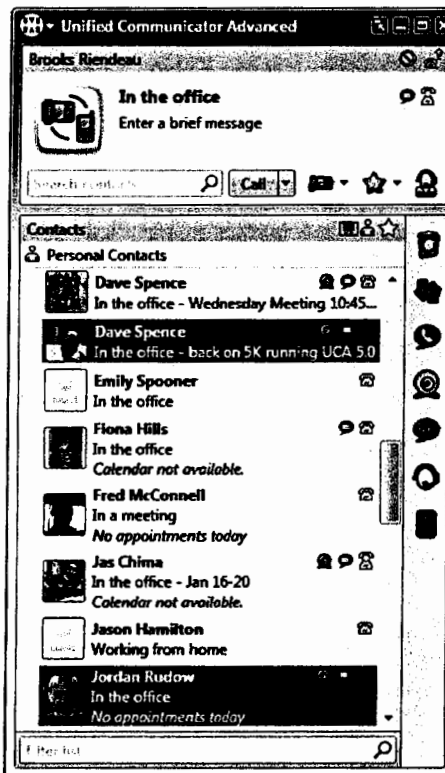 Unified Communicator Advanced
Brooks Riendeau
In the office
Enter a brief message
Search contacts
Call
Contacts
Personal Contacts
Dave Spence
In the office - Wednesday Meeting 10:45...
Dave Spence
In the office - back on 5K running UCA 5.0
Emily Spooner
In the office
Fiona Hills
In the office
Calendar not available.
Fred McConnell
In a meeting
No appointments today
Jas Chima
In the office - Jan 16-20
Calendar not available.
Jason Hamilton
Working from home
Jordan Rudow
In the office
No appointments today
Filter list